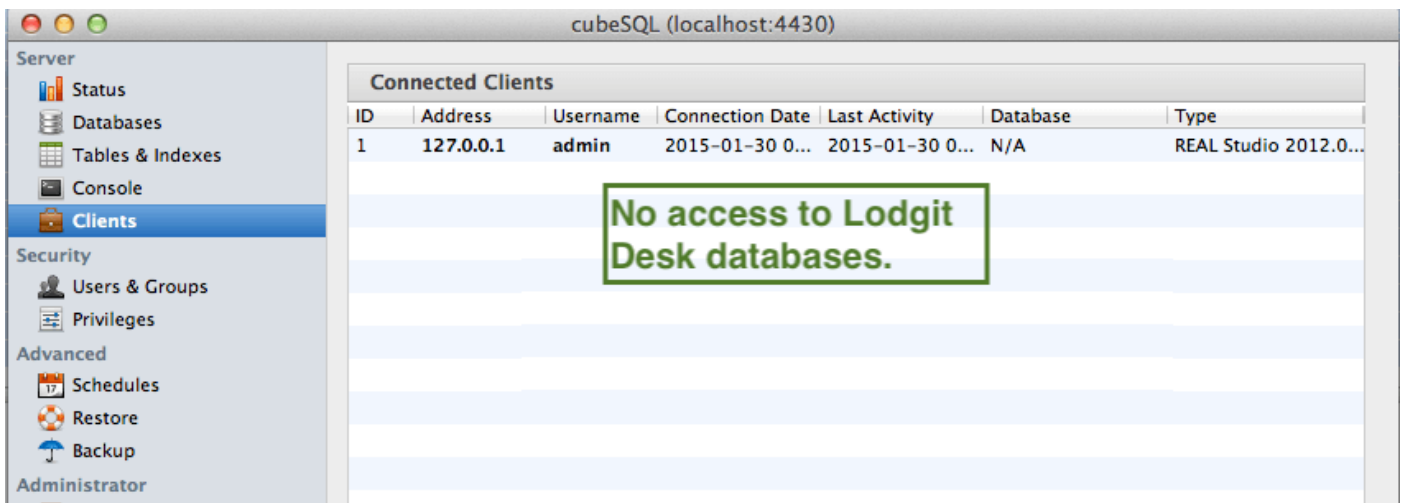 cubeSQL (localhost:4430)
Server
Status
Databases
Tables & Indexes
Console
Clients
Security
Users & Groups
Privileges
Advanced
17
Schedules
Restore
Backup
Administrator
Connected Clients
ID Address Username Connection Date Last Activity Database Type
1 127.0.0.1 admin 2015-01-30 0... 2015-01-30 0... N/A REAL Studio 2012.0...
No access to Lodgit
Desk databases.